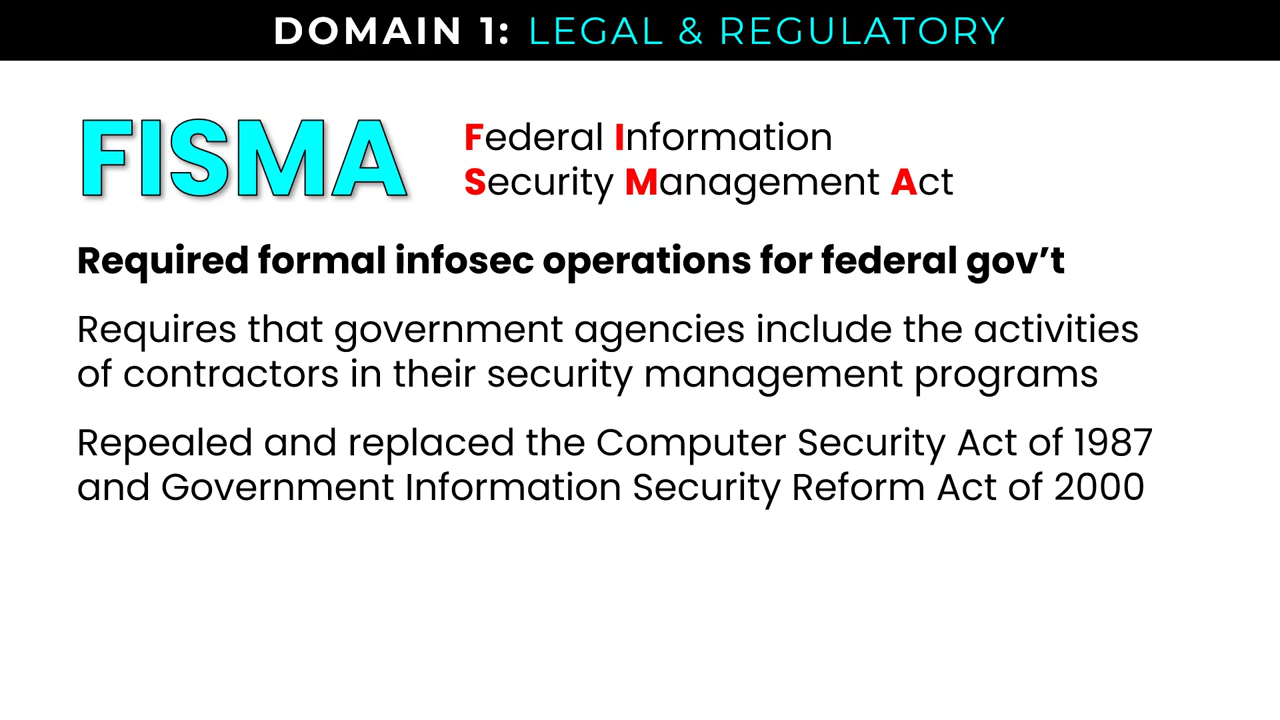 DOMAIN 1: LEGAL & REGULATORY
FISMA
Federal Information
Security Management Act
Required formal infosec operations for federal gov’t
Requires that government agencies include the activities
of contractors in their security management programs
Repealed and replaced the Computer Security Act of 1987
and Government Information Security Reform Act of 2000